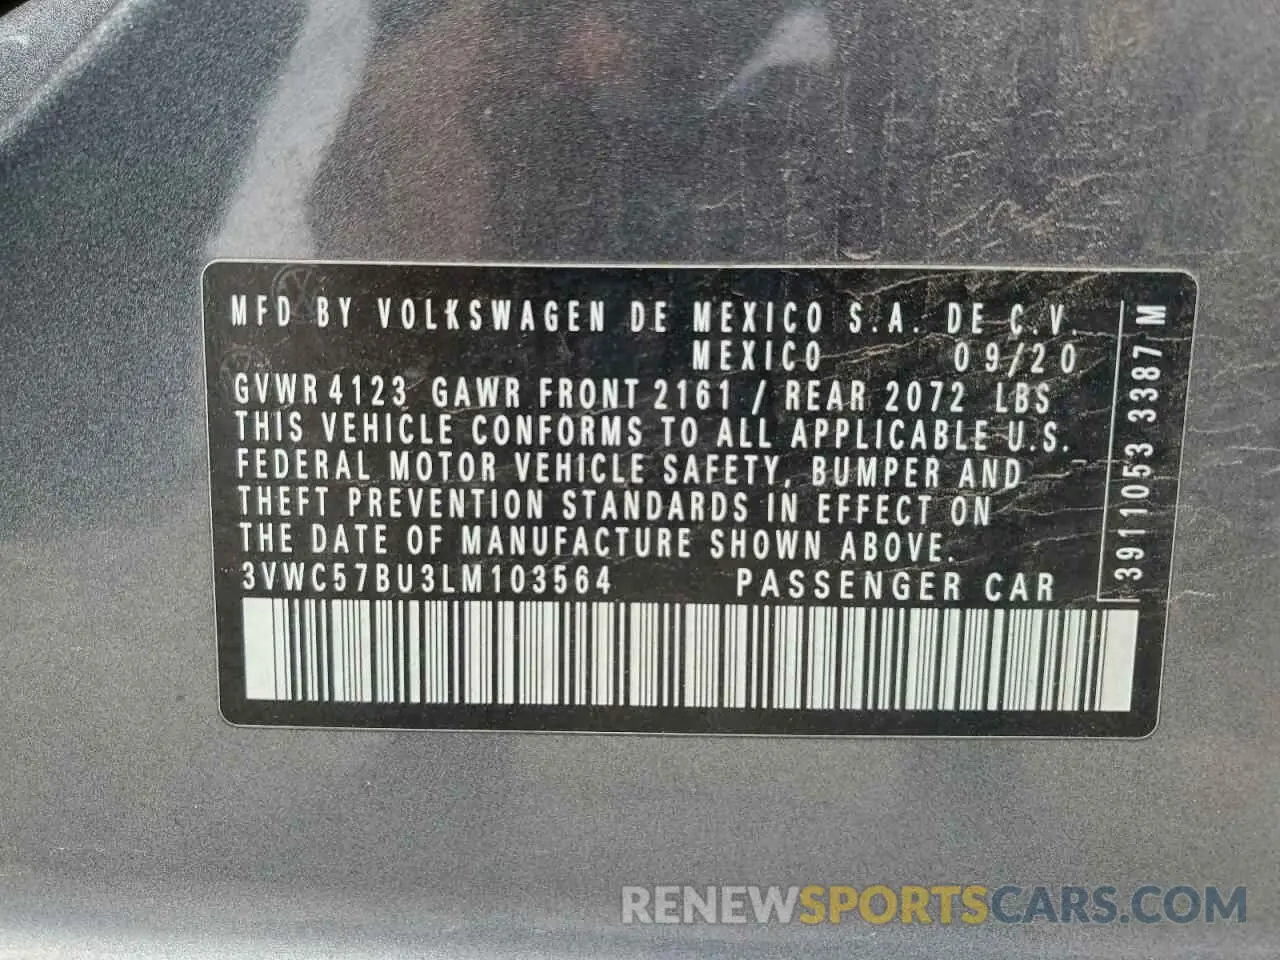 MFD BY VOLKSWAGEN DE MEXICO S.A. DE C.V.
MEXICO 09/20
GVWR 4123 GAWR FRONT 2161 / REAR 2072 LBS
THIS VEHICLE CONFORMS TO ALL APPLICABLE U.S.
FEDERAL MOTOR VEHICLE SAFETY, BUMPER AND
THEFT PREVENTION STANDARDS IN EFFECT ON
THE DATE OF MANUFACTURE SHOWN ABOVE.
3VWC57BU3LM103564 PASSENGER CAR
3911053 3387 M
RENEWSPORTSCARS.COM